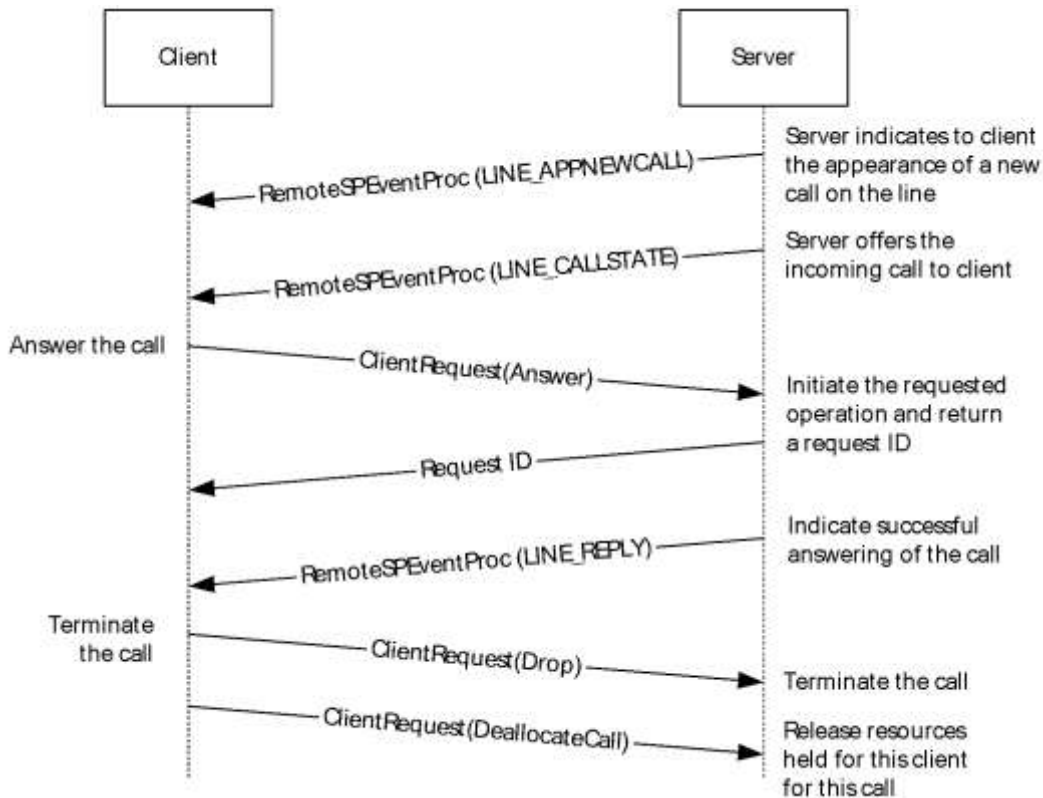 Client
Server
Server indicates to client
the appearance of a new
call on the line
RemoteSPEventProc (LINE_APPNEWCALL)
Server offers the
incoming call to client
RemoteSPEventProc (LINE_CALLSTATE)
Answer the call
ClientRequest(Answer)
Initiate the requested
operation and return
a request ID
Request ID
Indicate successful
answering of the call
RemoteSPEventProc (LINE_REPLY)
Terminate
the call
ClientRequest(Drop)
Terminate the call
ClientRequest(DeallocateCall)
Release resources
held for this client
for this call